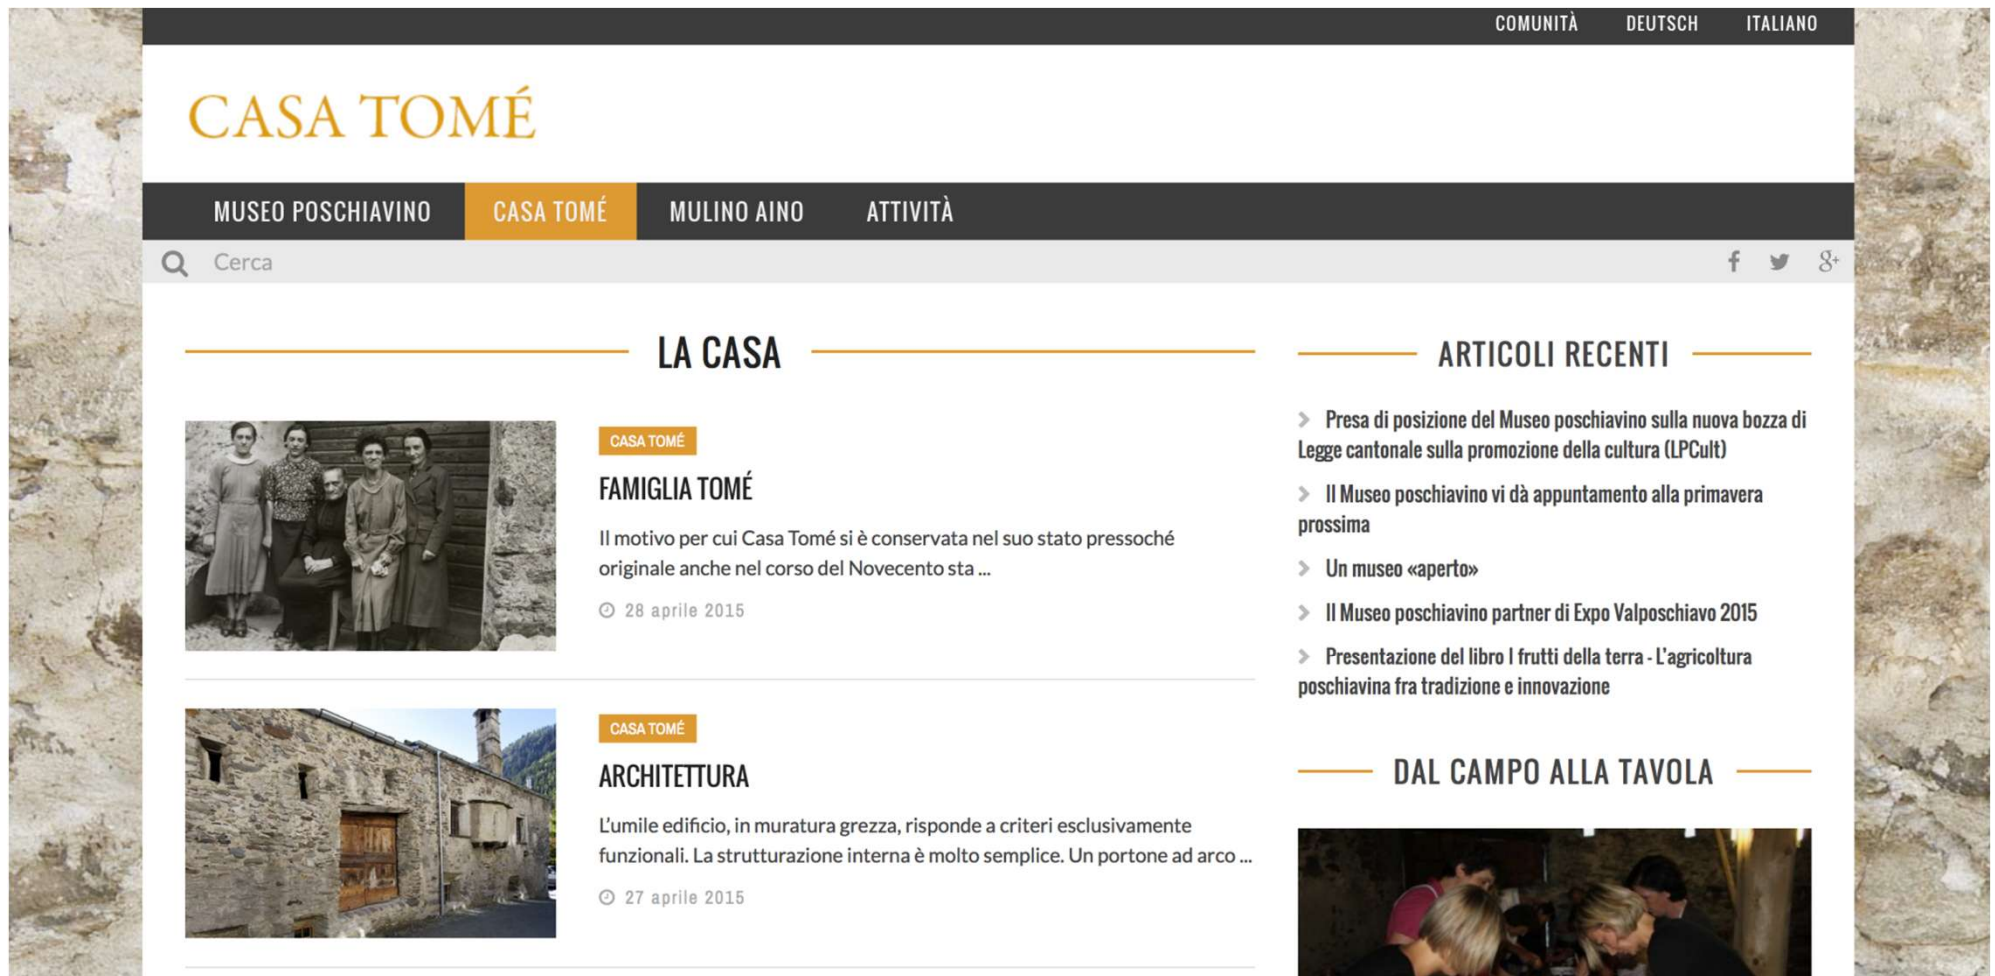 COMUNITÀ DEUTSCH ITALIANO
CASA TOMÉ
MUSEO POSCHIAVINO CASA TOMÉ MULINO AINO ATTIVITÀ
Cerca
LA CASA
CASA TOMÉ
FAMIGLIA TOMÉ
Il motivo per cui Casa Tomé si è conservata nel suo stato pressoché
originale anche nel corso del Novecento sta ...
28 aprile 2015
CASA TOMÉ
ARCHITETTURA
L'umile edificio, in muratura grezza, risponde a criteri esclusivamente
funzionali. La strutturazione interna è molto semplice. Un portone ad arco ...
27 aprile 2015
ARTICOLI RECENTI
Presa di posizione del Museo poschiavino sulla nuova bozza di
Legge cantonale sulla promozione della cultura (LPCult)
Il Museo poschiavino vi dà appuntamento alla primavera
prossima
Un museo «aperto»
Il Museo poschiavino partner di Expo Valposchiavo 2015
Presentazione del libro I frutti della terra - L'agricoltura
poschiavina fra tradizione e innovazione
DAL CAMPO ALLA TAVOLA